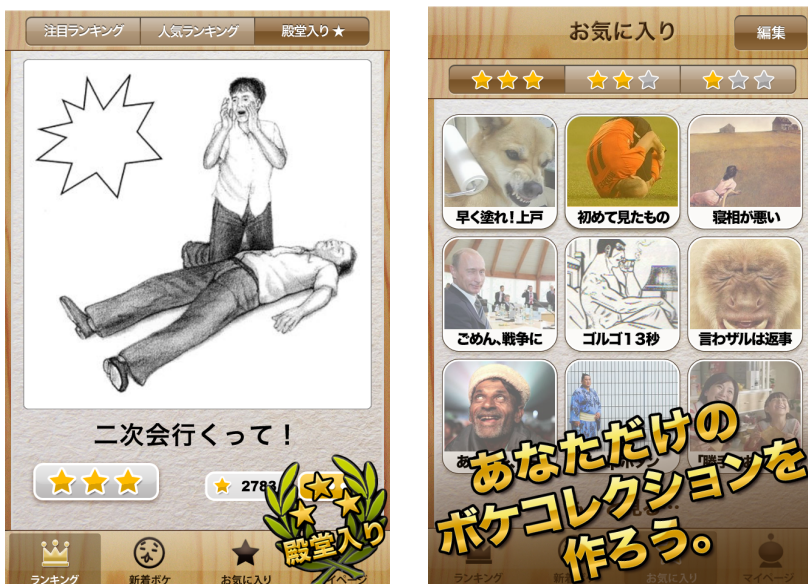 注目ランキング
人気ランキング
殿堂入り★
二次会行くって！
2783
殿堂入り
ランキング
新着ボケ
お気に入り
マイページ
お気に入り
編集
早く塗れ！上戸
初めて見たもの
寝相が悪い
ごめん、戦争に
ゴルゴ13秒
言わザルは返事
あなただけの
ボケコレクションを
作ろう。
ランキング
お気に入り
マイページ